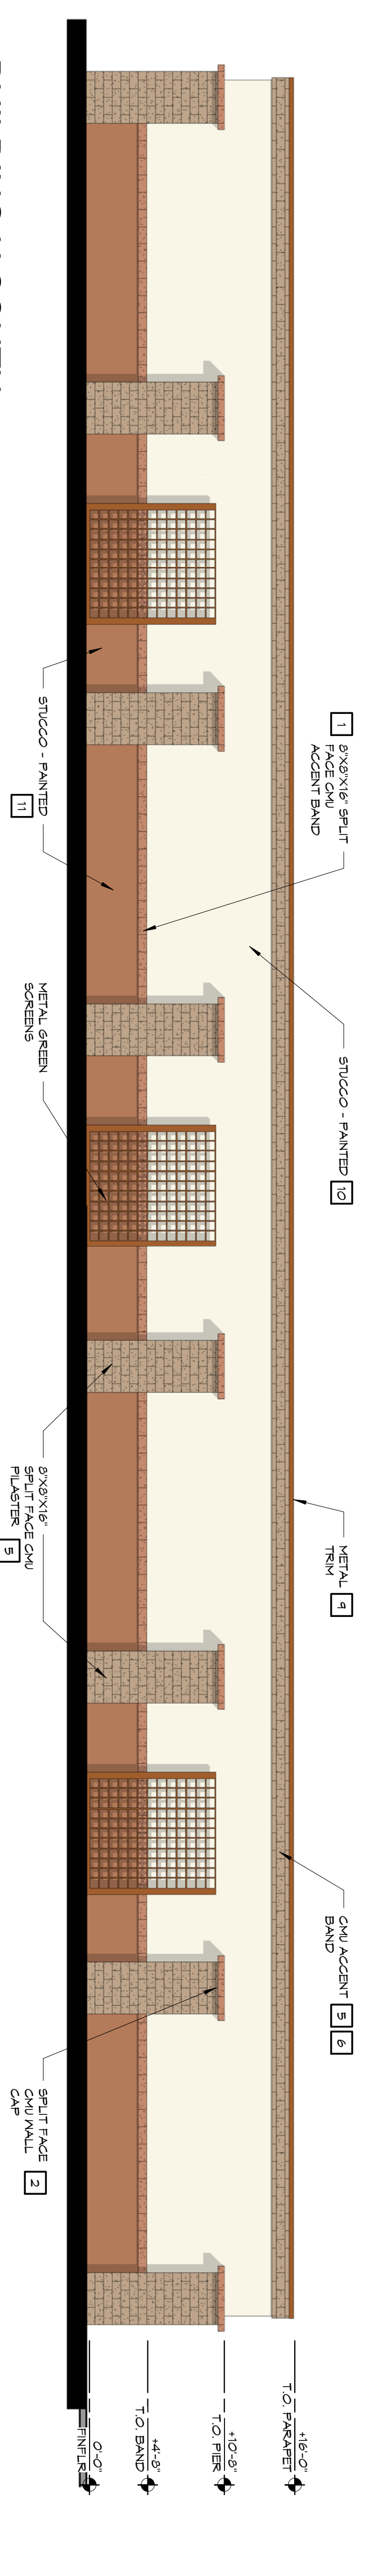 1
8"X8"X16" SPLIT
FACE CMU
ACCENT BAND
STUCCO - PAINTED
10
METAL
TRIM
9
CMU ACCENT
BAND
5
6
STUCCO - PAINTED
11
METAL GREEN
SCREENS
8"X8"X16"
SPLIT FACE CMU
PILASTER
5
SPLIT FACE
CMU WALL
CAP
2
+16'-0"
T.O. PARAPET
+10'-8"
T.O. PIER
+4'-8"
T.O. BAND
0'-0"
FINFLR